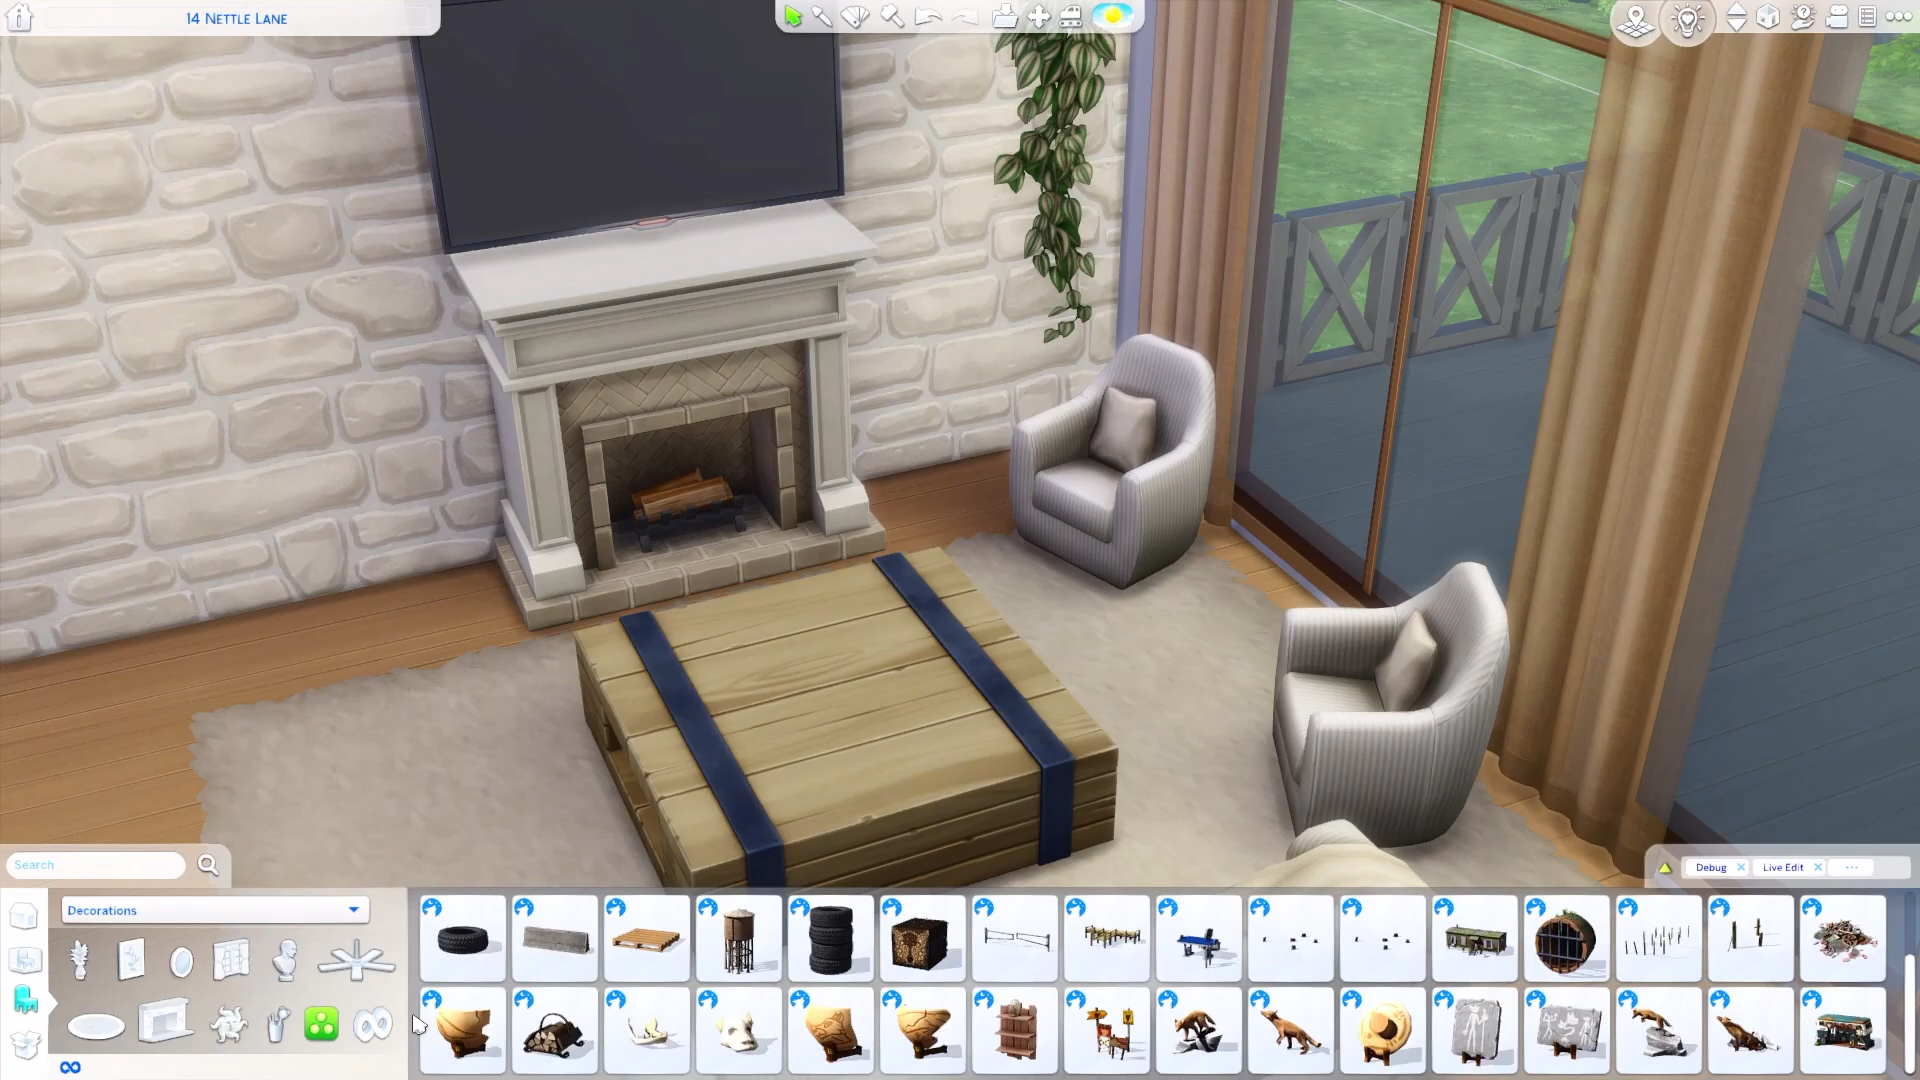 14 NETTLE LANE
Search
Debug
Live Edit
Decorations